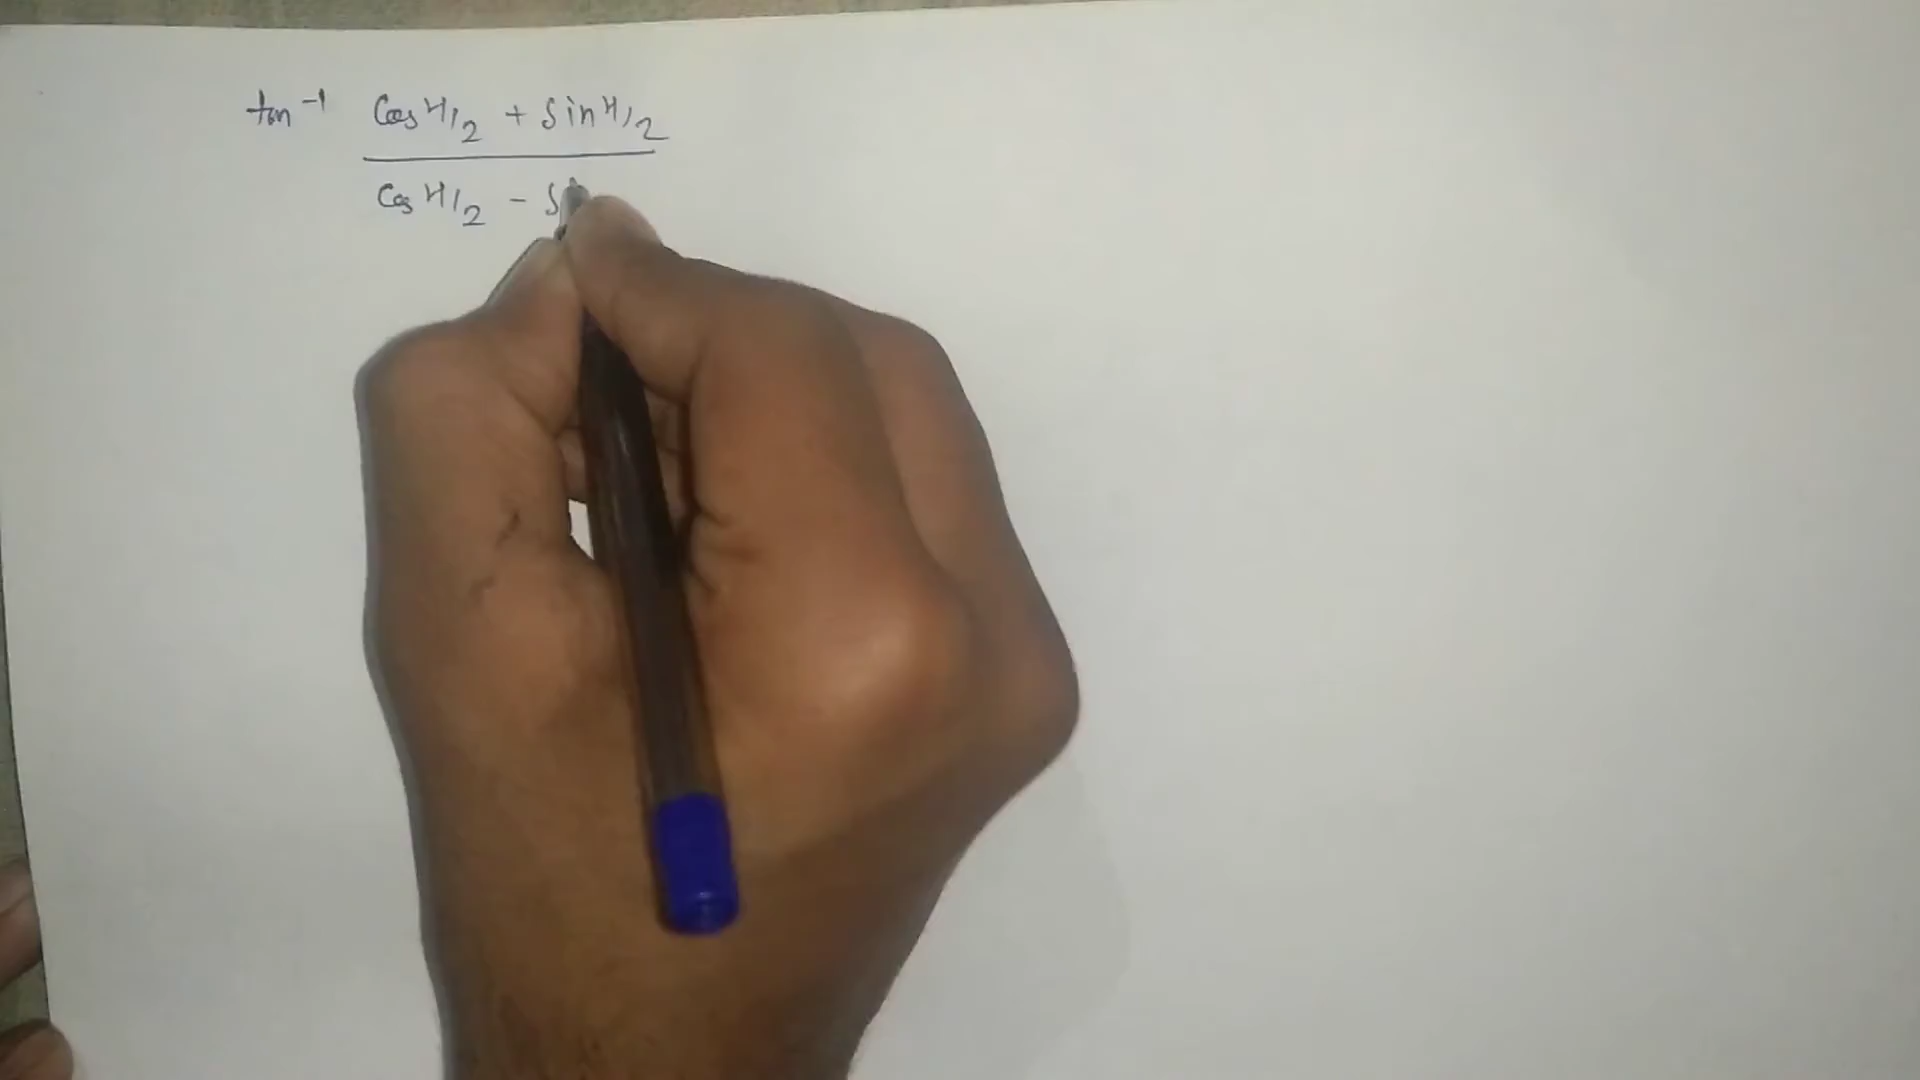 tan⁻¹ Cos x/2 + Sin x/2
Cos x/2 - S